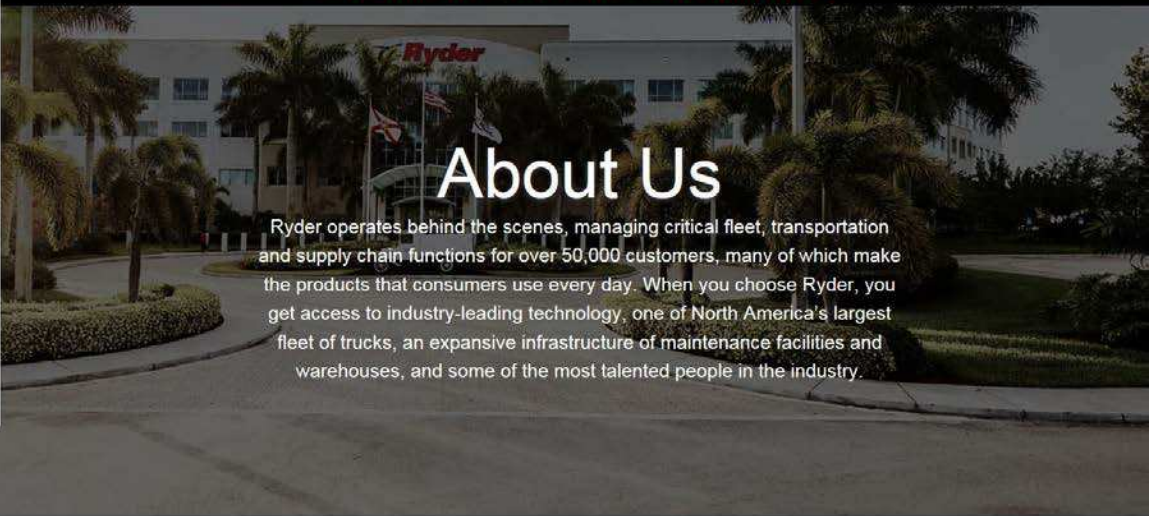 Ryder
About Us
Ryder operates behind the scenes, managing critical fleet, transportation
and supply chain functions for over 50,000 customers, many of which make
the products that consumers use every day. When you choose Ryder, you
get access to industry-leading technology, one of North America's largest
fleet of trucks, an expansive infrastructure of maintenance facilities and
warehouses, and some of the most talented people in the industry.